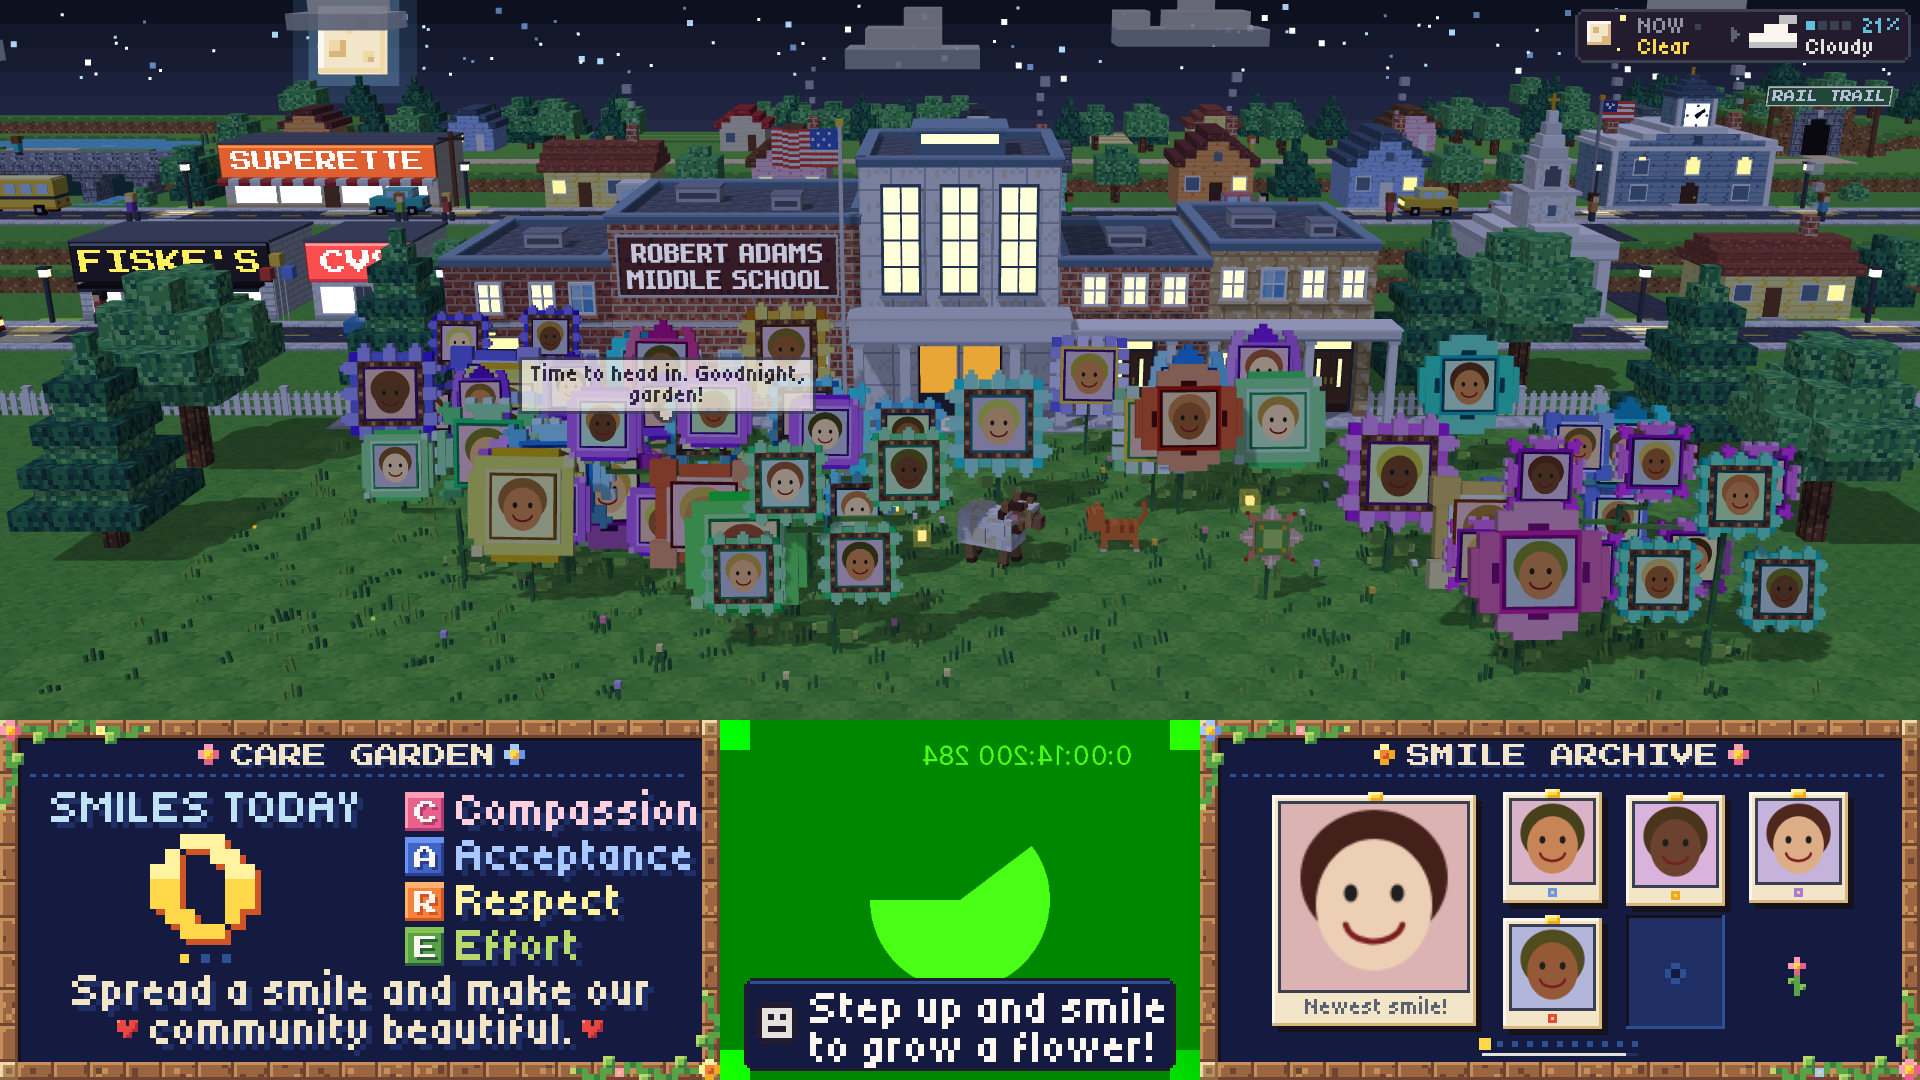 NOW
Clear
21%
Cloudy
RAIL TRAIL
SUPERETTE
FISKE'S
CVS
ROBERT ADAMS
MIDDLE SCHOOL
Time to head in. Goodnight,
garden!
CARE GARDEN
SMILES TODAY
0
C Compassion
A Acceptance
R Respect
E Effort
Spread a smile and make our
community beautiful.
0:00:14:200 284
Step up and smile
to grow a flower!
SMILE ARCHIVE
Newest smile!